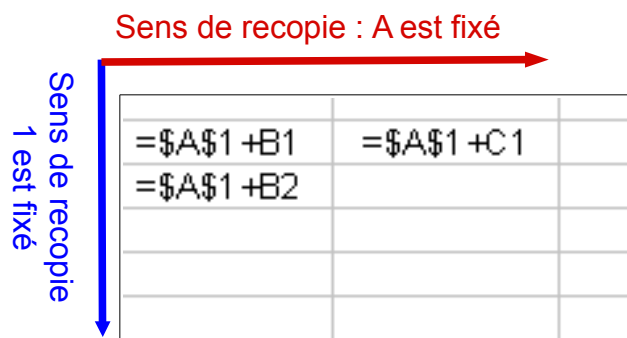 Sens de recopie : A est fixé
Sens de recopie
1 est fixé
=$A$1+B1 =$A$1+C1
=$A$1+B2